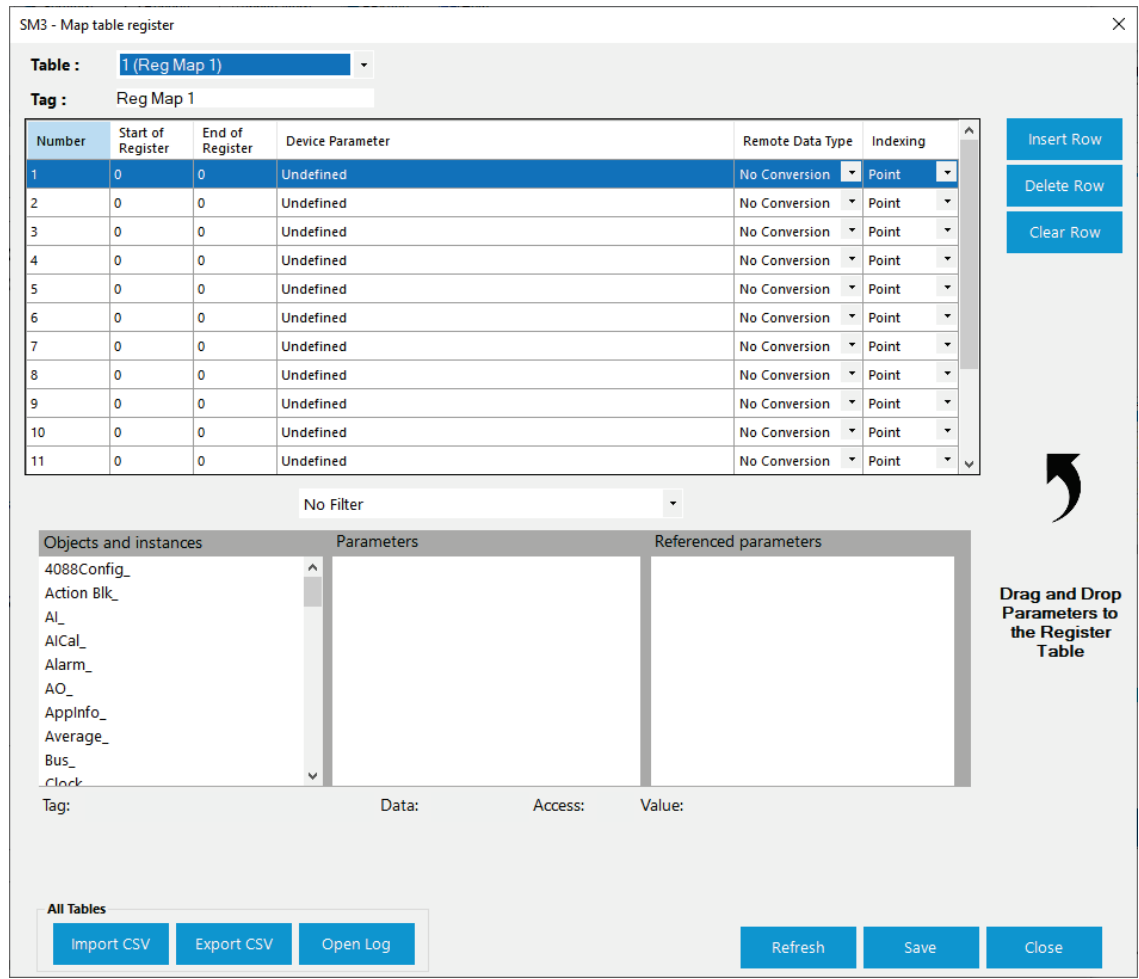 SM3 - Map table register
Table : 1 (Reg Map 1)
Tag : Reg Map 1
Number Start of Register End of Register Device Parameter Remote Data Type Indexing
1 0 0 Undefined No Conversion Point
2 0 0 Undefined No Conversion Point
3 0 0 Undefined No Conversion Point
4 0 0 Undefined No Conversion Point
5 0 0 Undefined No Conversion Point
6 0 0 Undefined No Conversion Point
7 0 0 Undefined No Conversion Point
8 0 0 Undefined No Conversion Point
9 0 0 Undefined No Conversion Point
10 0 0 Undefined No Conversion Point
11 0 0 Undefined No Conversion Point
Insert Row
Delete Row
Clear Row
No Filter
Objects and instances Parameters Referenced parameters
4088Config_
Action Blk_
AI_
AICal_
Alarm_
AO_
AppInfo_
Average_
Bus_
Clock
Drag and Drop
Parameters to
the Register
Table
Tag: Data: Access: Value:
All Tables
Import CSV Export CSV Open Log Refresh Save Close